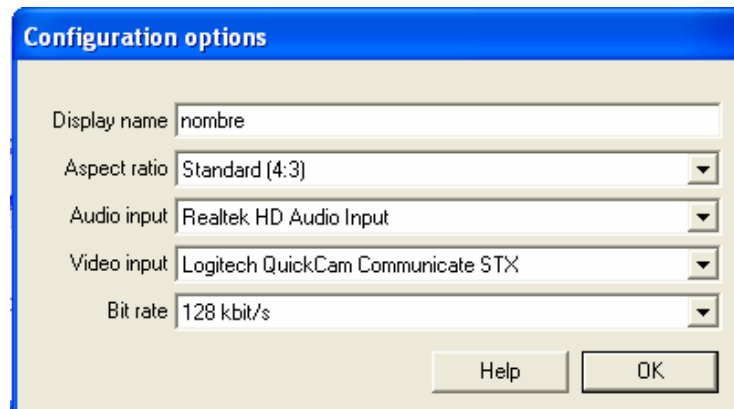 Configuration options
Display name nombre
Aspect ratio Standard (4:3)
Audio input Realtek HD Audio Input
Video input Logitech QuickCam Communicate STX
Bit rate 128 kbit/s
Help OK